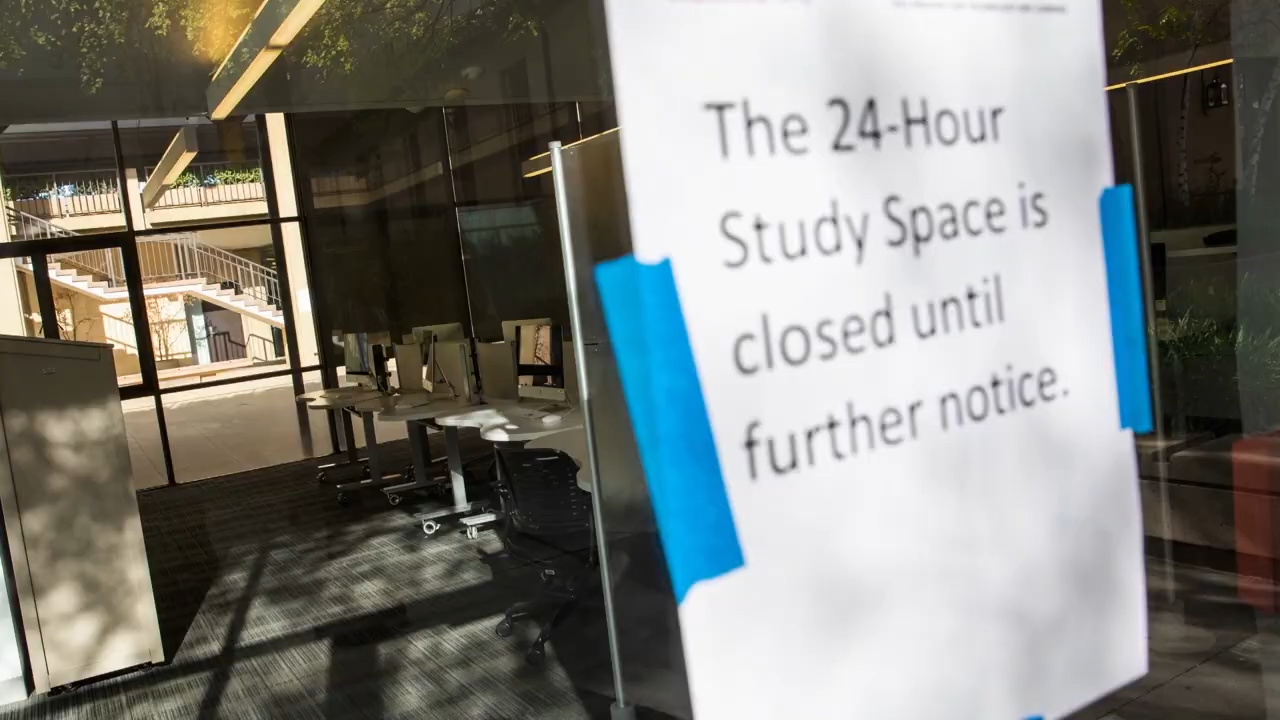 The 24-Hour
Study Space is
closed until
further notice.